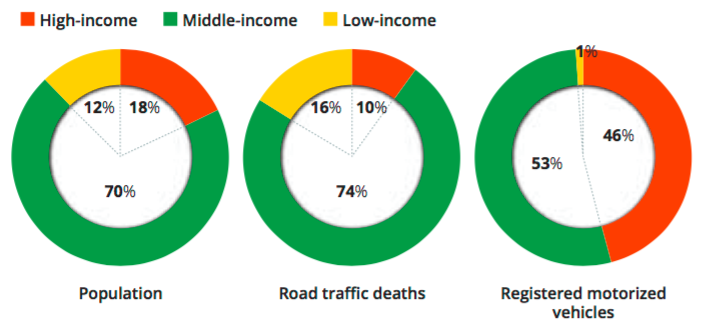 High-income Middle-income Low-income
12% 18%
70%
16% 10%
74%
1%
46%
53%
Population
Road traffic deaths
Registered motorized
vehicles